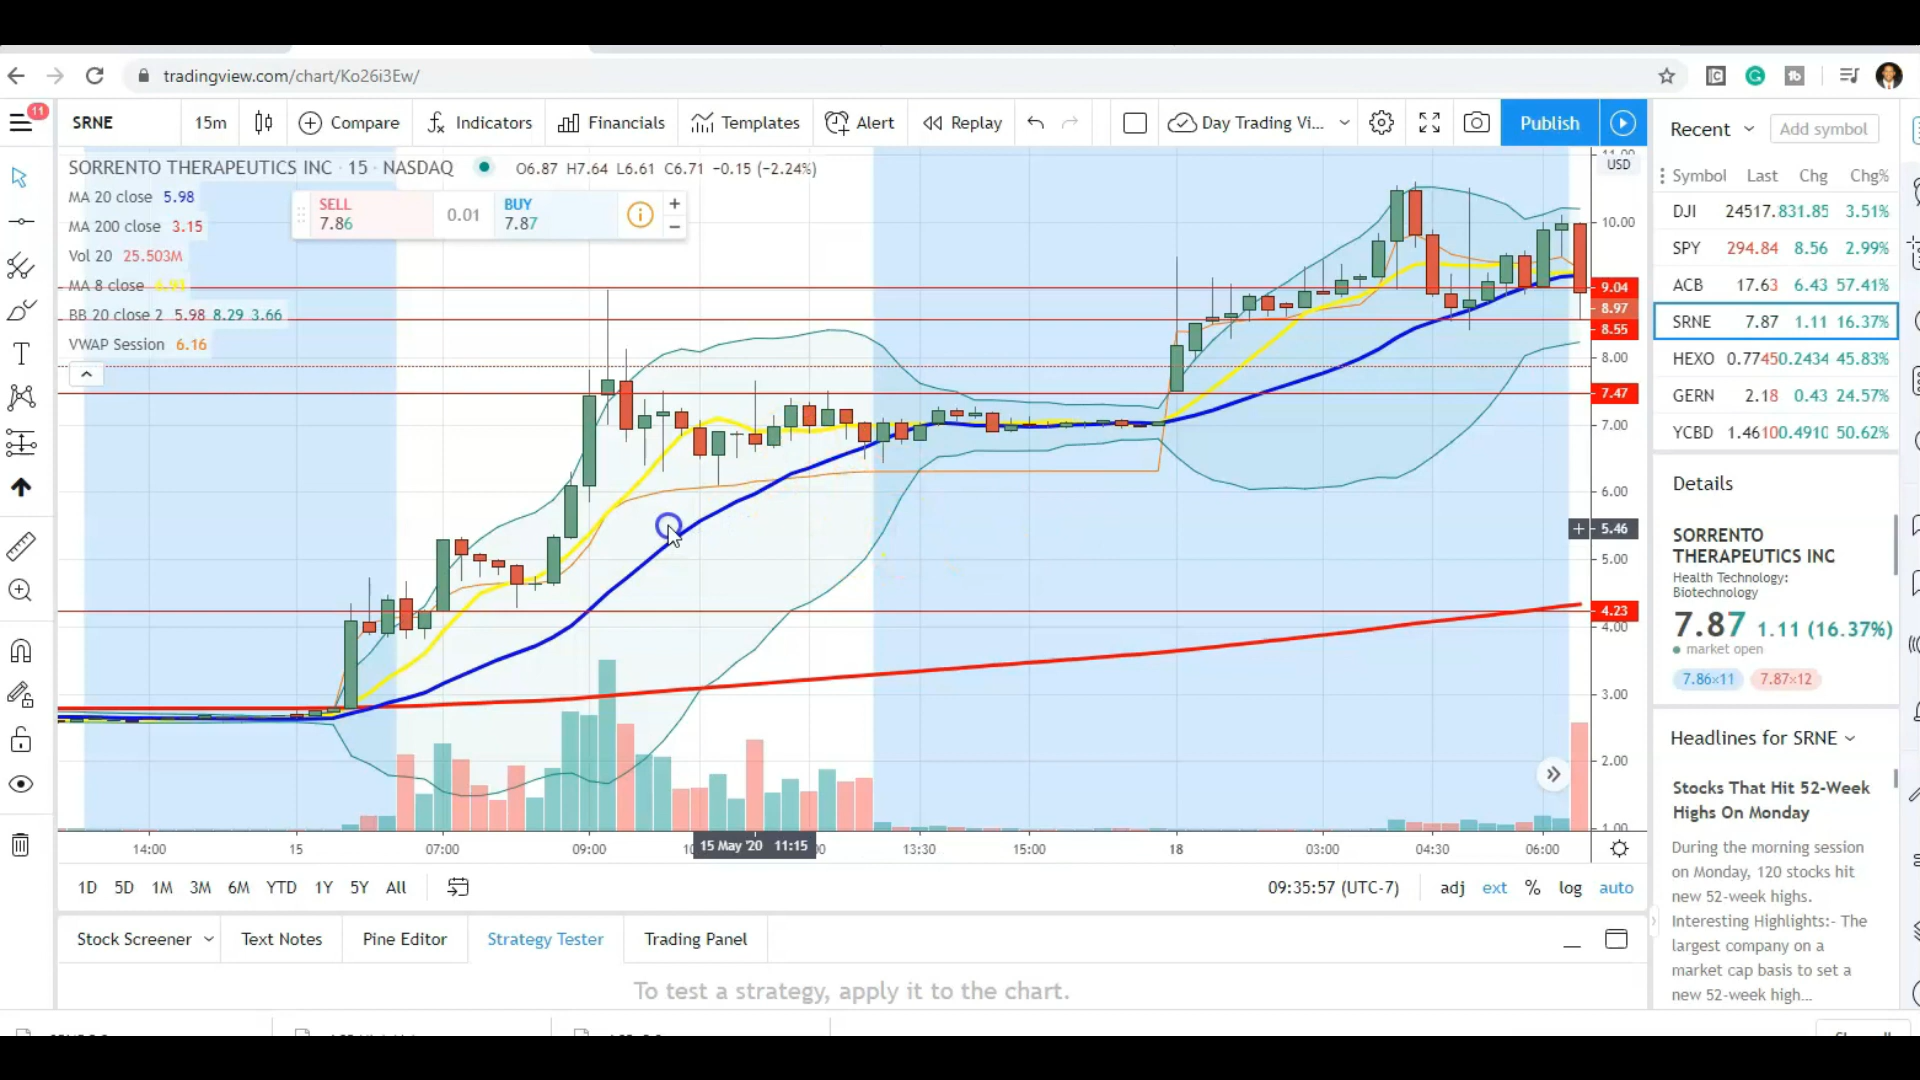 tradingview.com/chart/Ko26i3Ew/
11
SRNE
15m
Compare
Indicators
Financials
Templates
Alert
Replay
Day Trading Vi...
Publish
SORRENTO THERAPEUTICS INC · 15 · NASDAQ
O6.87 H7.64 L6.61 C6.71 −0.15 (−2.24%)
MA 20 close 5.98
MA 200 close 3.15
Vol 20 25.503M
MA 8 close
BB 20 close 2 5.98 8.29 3.66
VWAP Session 6.16
SELL
7.86
0.01
BUY
7.87
USD
10.00
9.04
8.97
8.55
8.00
7.47
7.00
6.00
5.46
5.00
4.23
4.00
3.00
2.00
1.00
14:00 15 07:00 09:00 15 May '20 11:15 13:30 15:00 18 03:00 04:30 06:00
1D 5D 1M 3M 6M YTD 1Y 5Y All
09:35:57 (UTC-7) adj ext % log auto
Stock Screener Text Notes Pine Editor Strategy Tester Trading Panel
To test a strategy, apply it to the chart.
Recent
Add symbol
Symbol Last Chg Chg%
DJI 24517.831.85 3.51%
SPY 294.84 8.56 2.99%
ACB 17.63 6.43 57.41%
SRNE 7.87 1.11 16.37%
HEXO 0.77450.2434 45.83%
GERN 2.18 0.43 24.57%
YCBD 1.46100.4910 50.62%
Details
SORRENTO
THERAPEUTICS INC
Health Technology:
Biotechnology
7.87 1.11 (16.37%)
market open
7.86×11 7.87×12
Headlines for SRNE
Stocks That Hit 52-Week
Highs On Monday
During the morning session
on Monday, 120 stocks hit
new 52-week highs.
Interesting Highlights:- The
largest company on a
market cap basis to set a
new 52-week high...